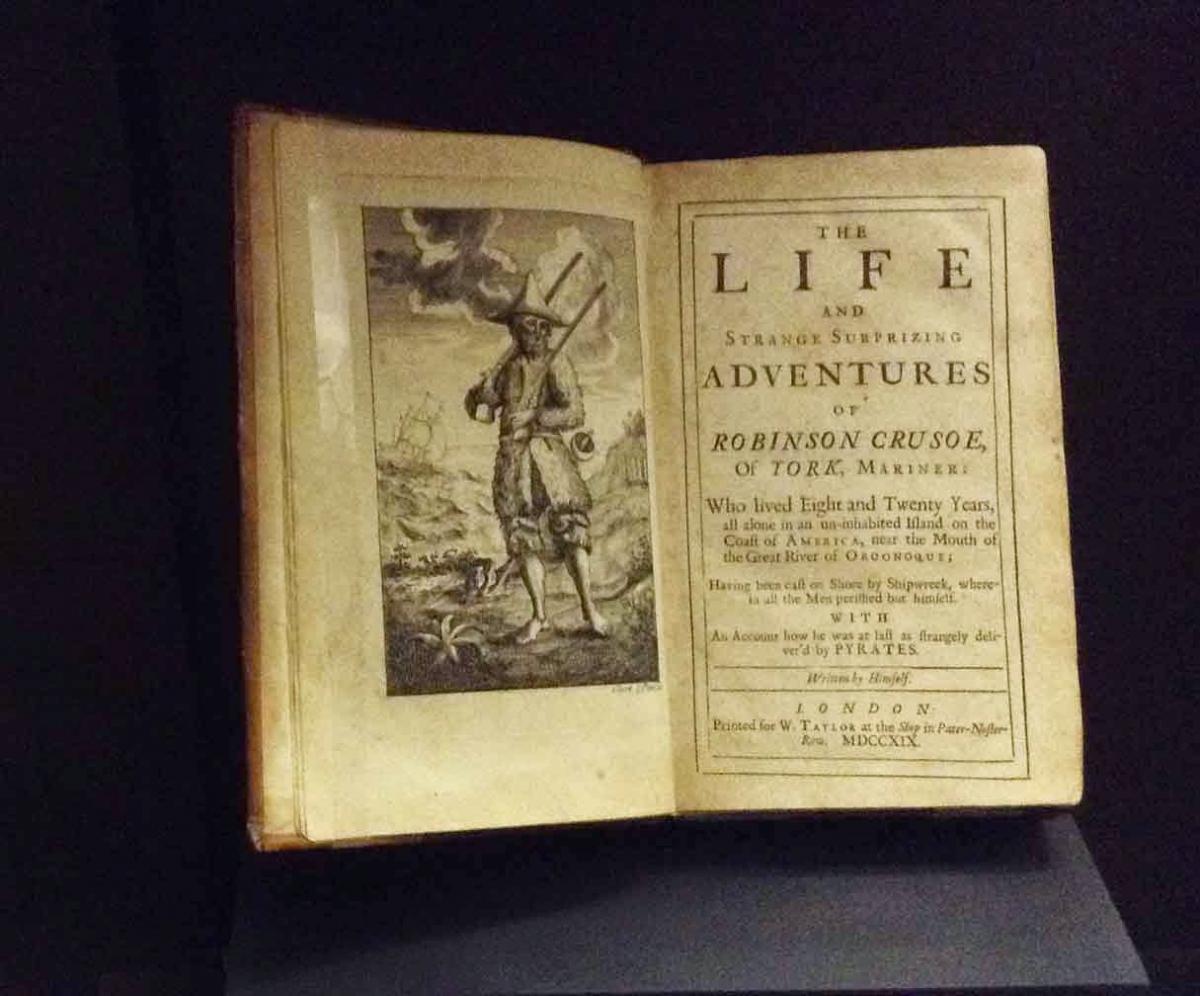 THE
LIFE
AND
STRANGE SURPRIZING
ADVENTURES
OF
ROBINSON CRUSOE,
Of YORK, MARINER:
Who lived Eight and Twenty Years,
all alone in an un-inhabited Iſland on the
Coaſt of AMERICA, near the Mouth of
the Great River of OROONOQUE;
Having been caſt on Shore by Shipwreck, where-
in all the Men periſhed but himſelf.
WITH
An Account how he was at laſt as ſtrangely deli-
ver'd by PYRATES.
Written by Himſelf.
LONDON
Printed for W. TAYLOR at the Ship in Pater-Noſter-
Row. MDCCXIX.